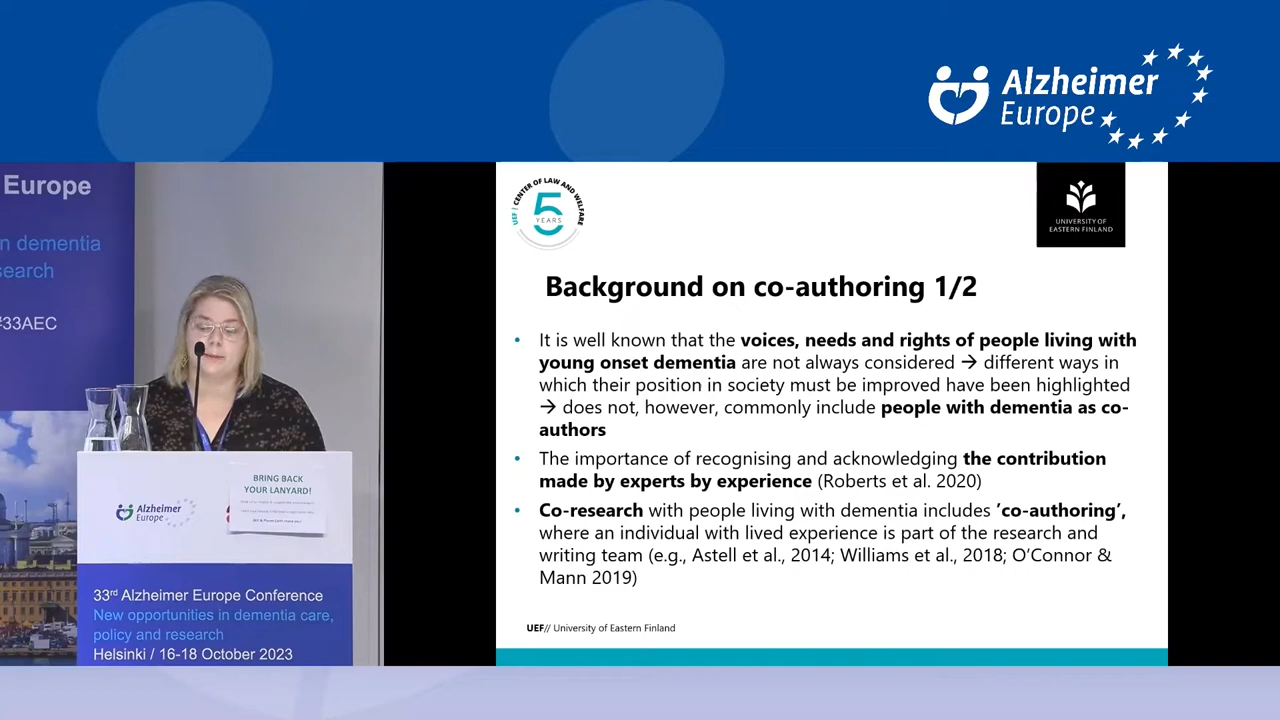 Alzheimer
Europe
Europe
n dementia
search
#33AEC
BRING BACK
YOUR LANYARD!
Alzheimer
Europe
33rd Alzheimer Europe Conference
New opportunities in dementia care,
policy and research
Helsinki / 16-18 October 2023
UEF | CENTER OF LAW AND WELFARE
5
YEARS
UNIVERSITY OF
EASTERN FINLAND
Background on co-authoring 1/2
• It is well known that the voices, needs and rights of people living with
young onset dementia are not always considered → different ways in
which their position in society must be improved have been highlighted
→ does not, however, commonly include people with dementia as co-
authors
• The importance of recognising and acknowledging the contribution
made by experts by experience (Roberts et al. 2020)
• Co-research with people living with dementia includes ’co-authoring’,
where an individual with lived experience is part of the research and
writing team (e.g., Astell et al., 2014; Williams et al., 2018; O’Connor &
Mann 2019)
UEF// University of Eastern Finland